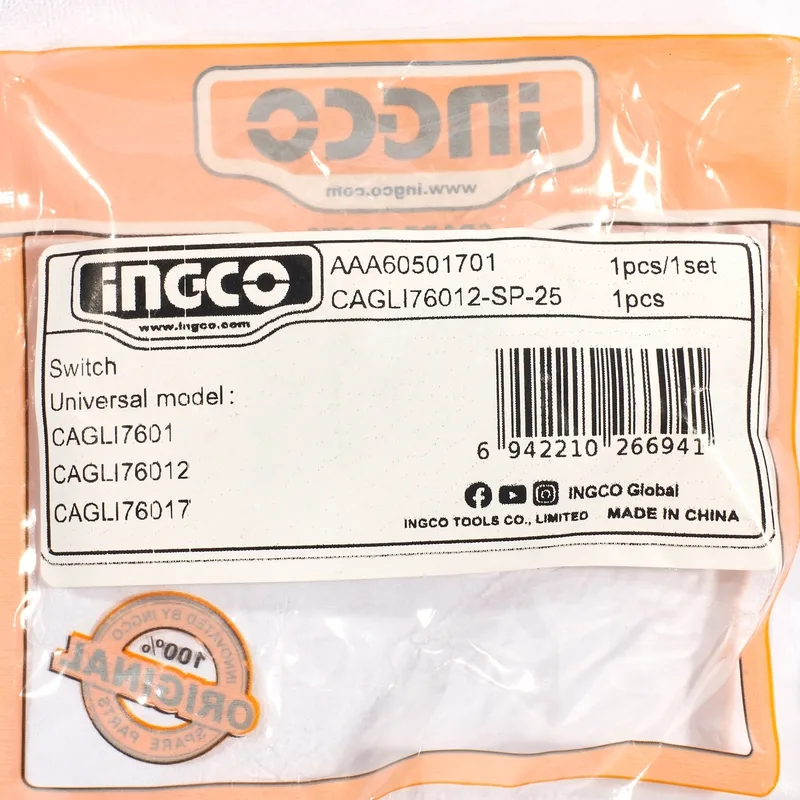 INGCO
www.ingco.com
INGCO
www.ingco.com
AAA60501701 1pcs/1set
CAGLI76012-SP-25 1pcs
Switch
Universal model:
CAGLI7601
CAGLI76012
CAGLI76017
6 942210 266941
INGCO Global
INGCO TOOLS CO., LIMITED MADE IN CHINA
INNOVATED BY INGCO
100%
ORIGINAL
SPARE PARTS